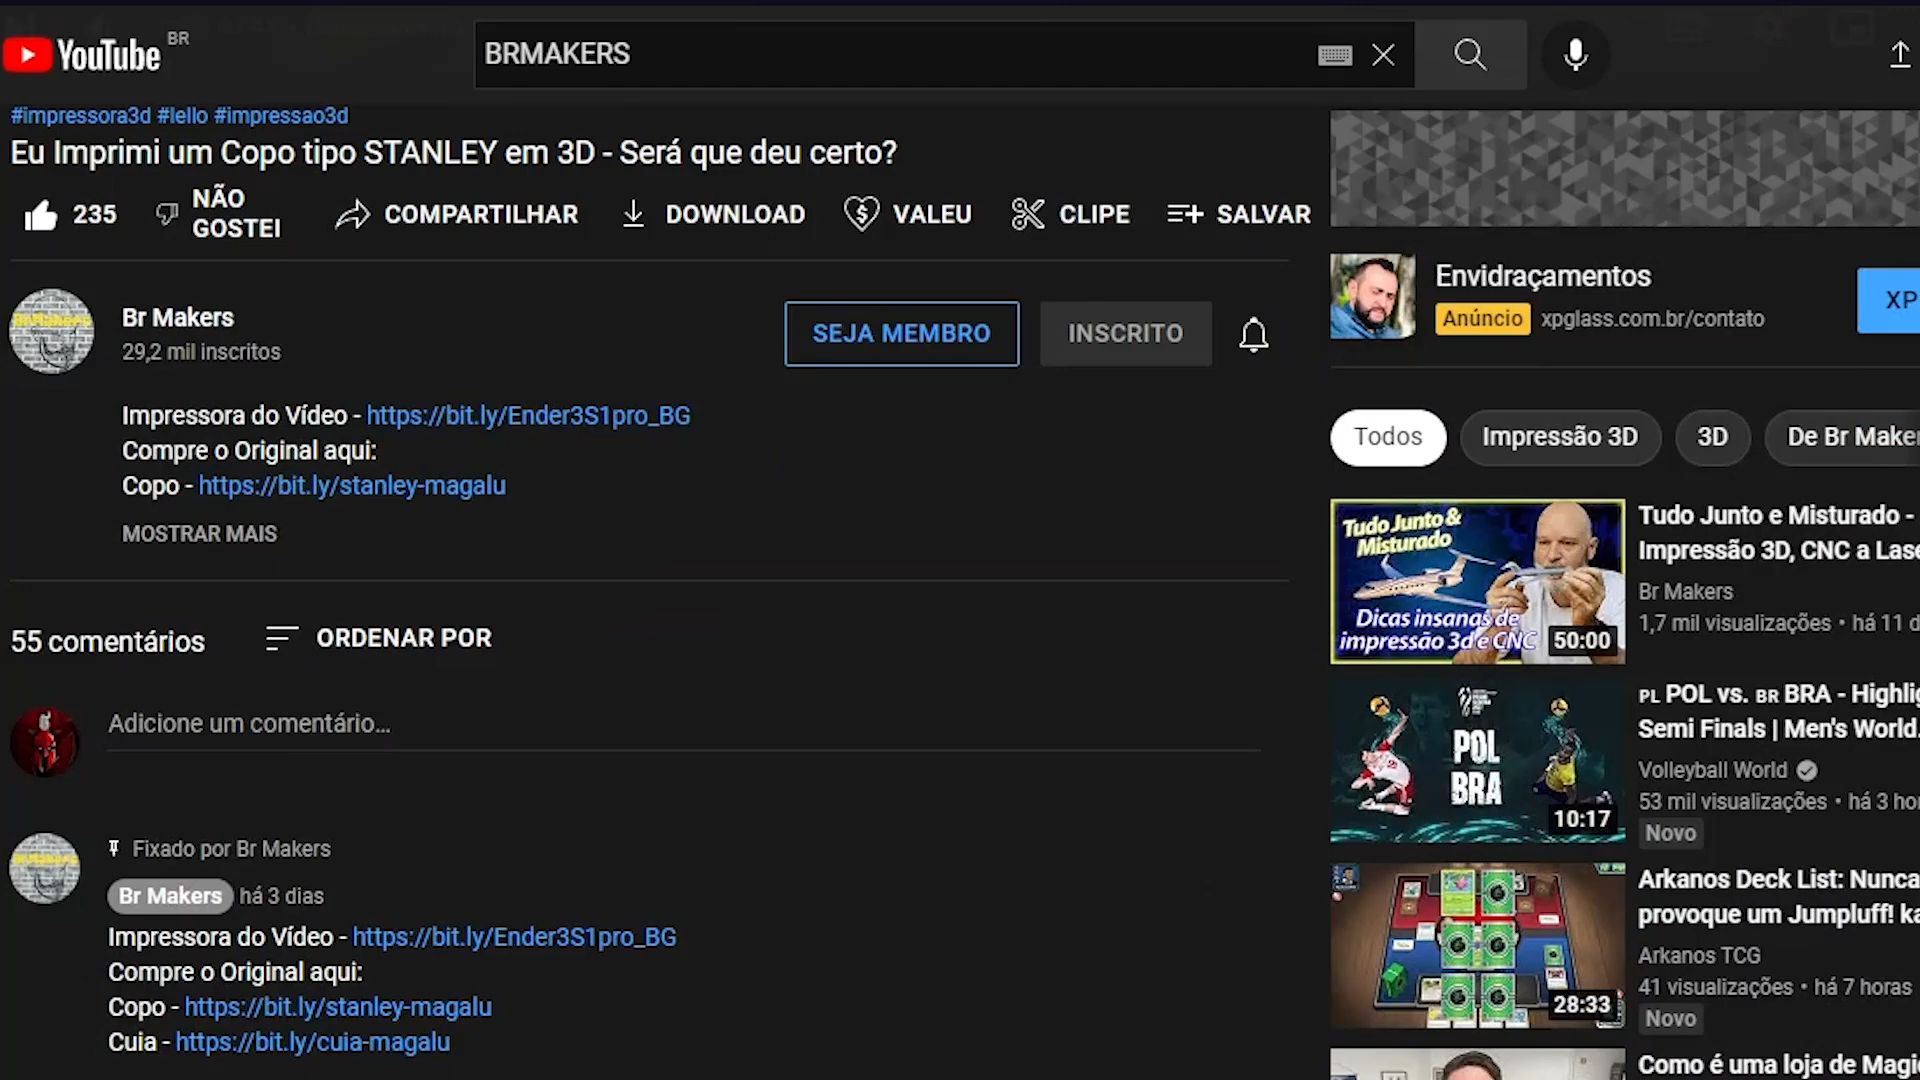 YouTube BR
BRMAKERS
#impressora3d #lello #impressao3d
Eu Imprimi um Copo tipo STANLEY em 3D - Será que deu certo?
235
NÃO
GOSTEI
COMPARTILHAR
DOWNLOAD
VALEU
CLIPE
SALVAR
Br Makers
29,2 mil inscritos
SEJA MEMBRO
INSCRITO
Impressora do Vídeo - https://bit.ly/Ender3S1pro_BG
Compre o Original aqui:
Copo - https://bit.ly/stanley-magalu
MOSTRAR MAIS
55 comentários
ORDENAR POR
Adicione um comentário...
Fixado por Br Makers
Br Makers há 3 dias
Impressora do Vídeo - https://bit.ly/Ender3S1pro_BG
Compre o Original aqui:
Copo - https://bit.ly/stanley-magalu
Cuia - https://bit.ly/cuia-magalu
Envidraçamentos
Anúncio xpglass.com.br/contato
XP
Todos
Impressão 3D
3D
De Br Maker
Tudo Junto &
Misturado
Dicas insanas de
impressão 3d e CNC
50:00
Tudo Junto e Misturado -
Impressão 3D, CNC a Lase
Br Makers
1,7 mil visualizações • há 11 d
POL
BRA
10:17
PL POL vs. BR BRA - Highlig
Semi Finals | Men's World
Volleyball World
53 mil visualizações • há 3 hor
Novo
28:33
Arkanos Deck List: Nunca
provoque um Jumpluff! ka
Arkanos TCG
41 visualizações • há 7 horas
Novo
Como é uma loja de Magic